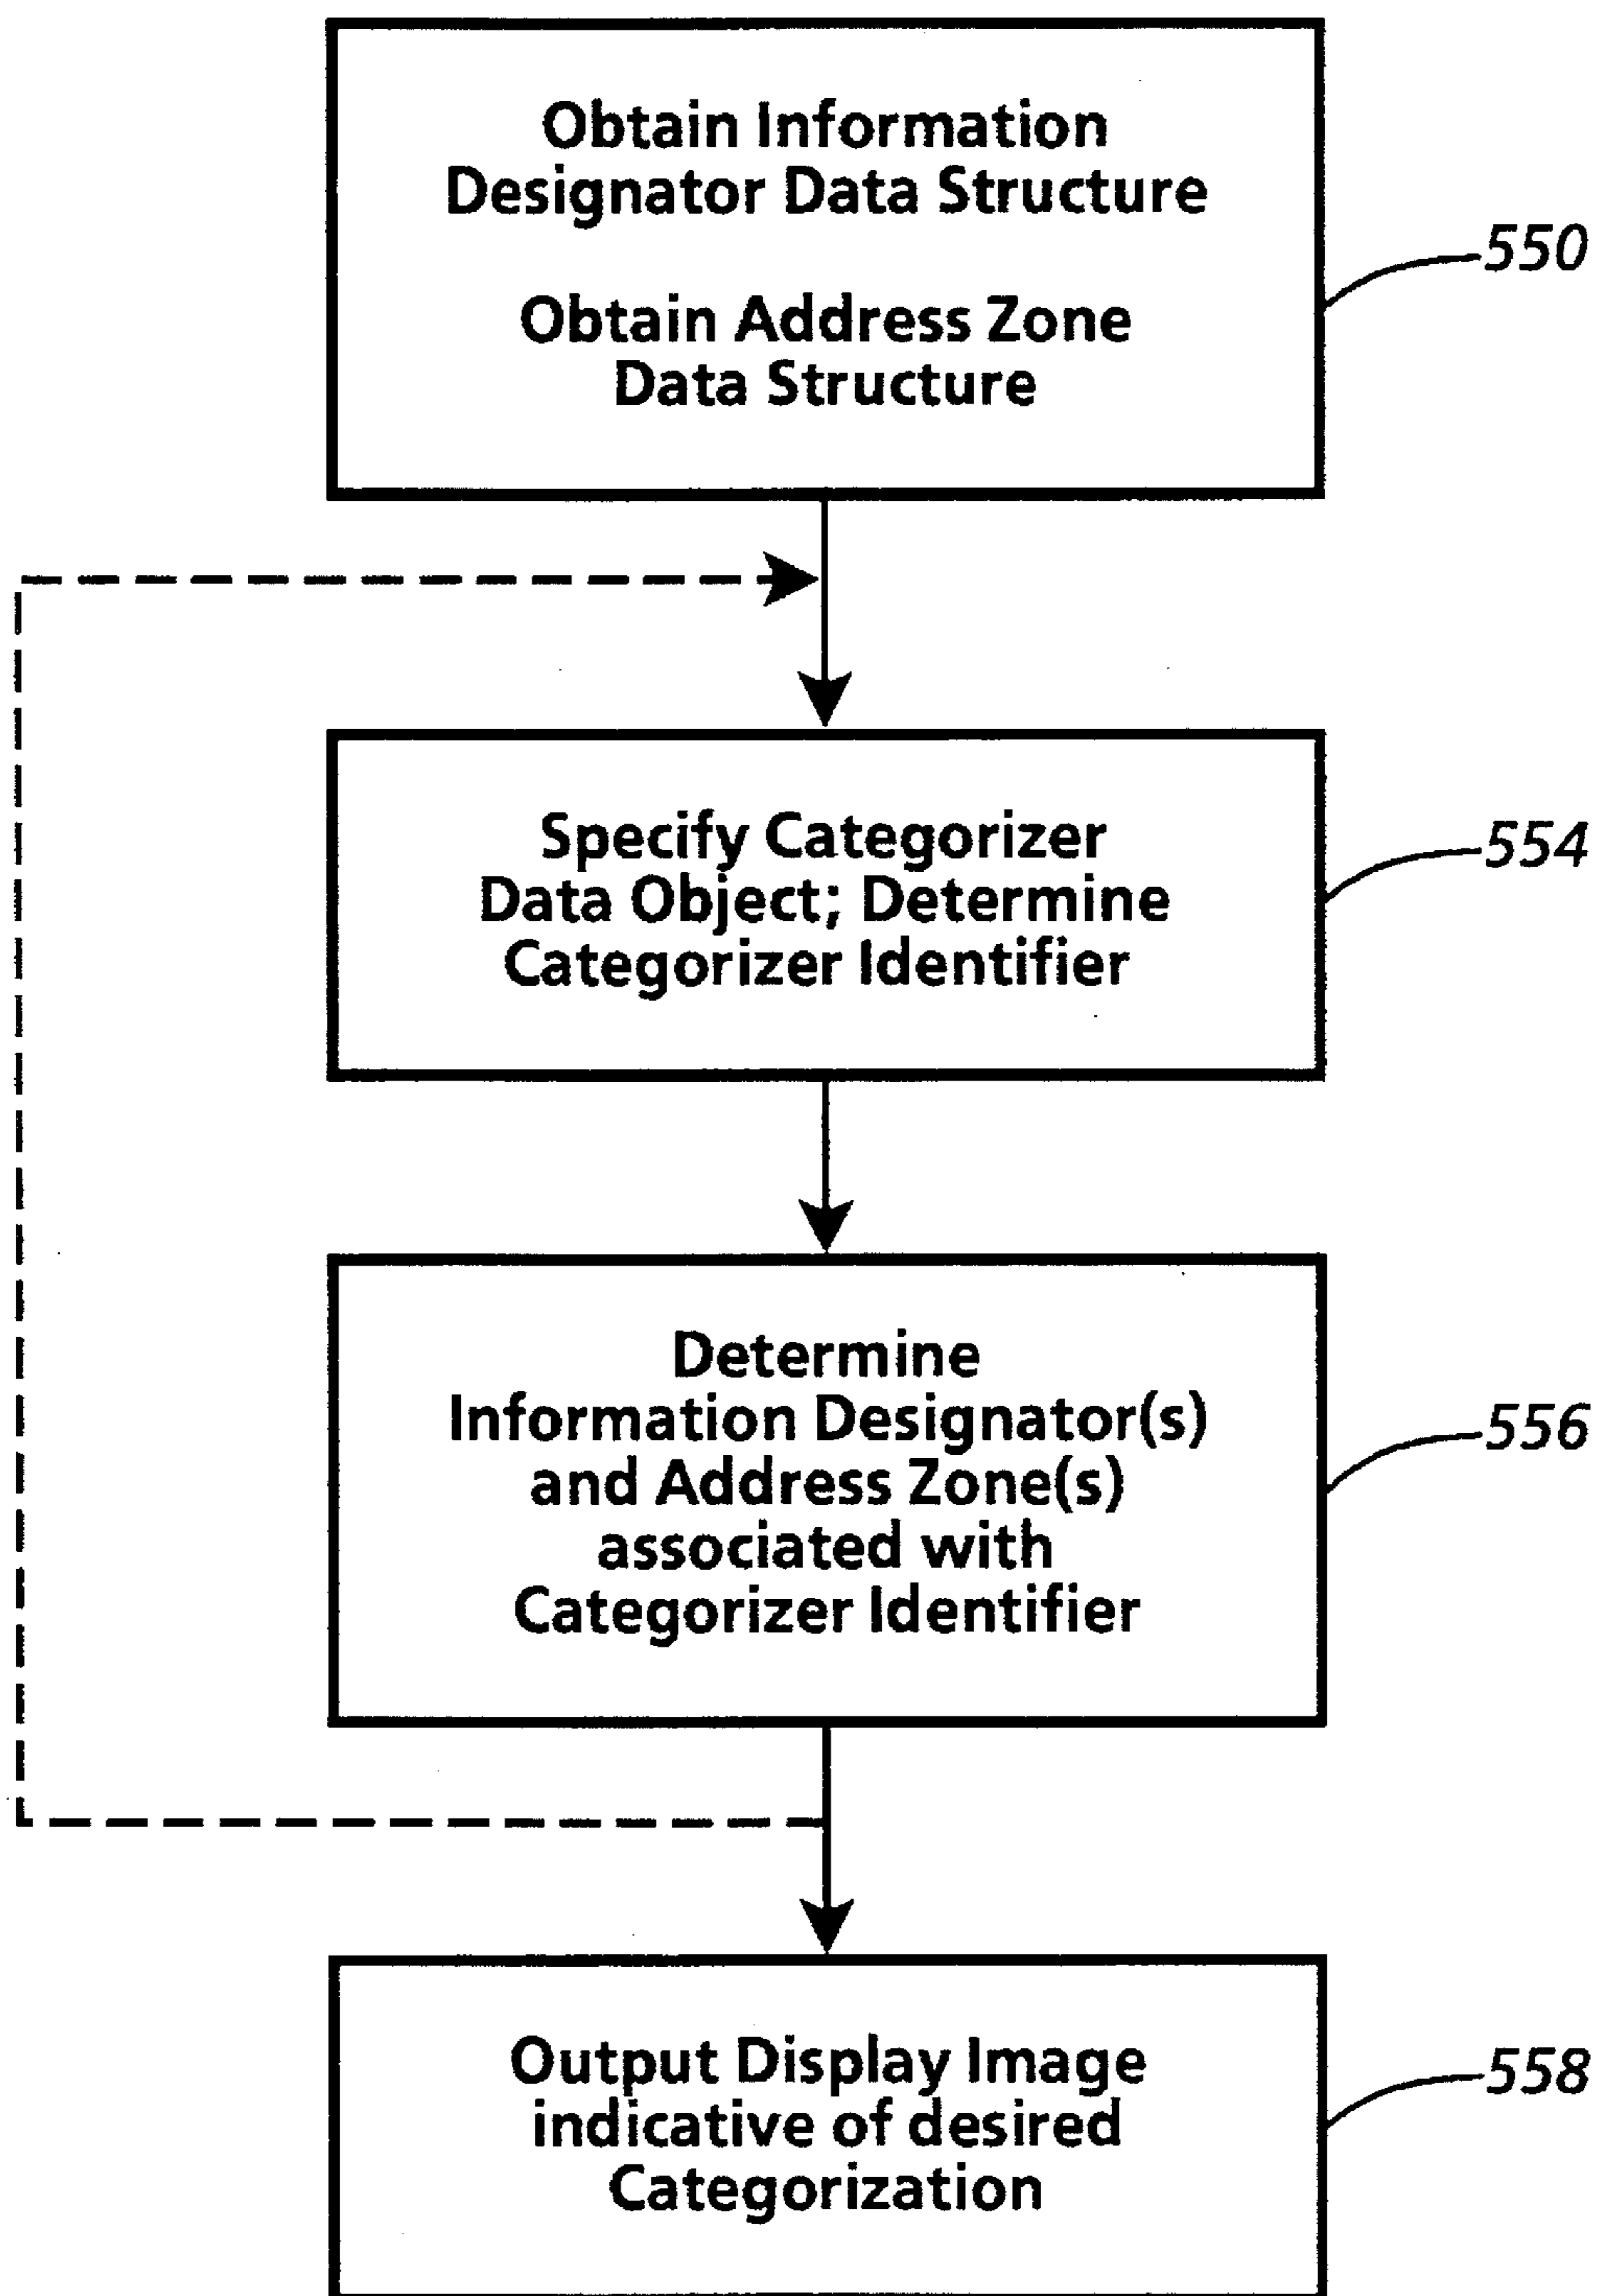 Obtain Information
Designator Data Structure
Obtain Address Zone
Data Structure
550
Specify Categorizer
Data Object; Determine
Categorizer Identifier
554
Determine
Information Designator(s)
and Address Zone(s)
associated with
Categorizer Identifier
556
Output Display Image
indicative of desired
Categorization
558